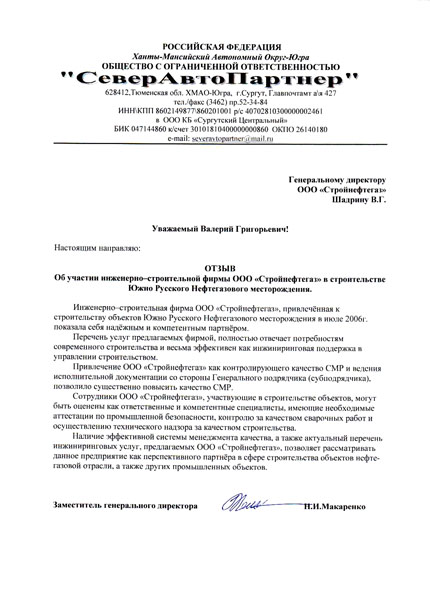 РОССИЙСКАЯ ФЕДЕРАЦИЯ
Ханты-Мансийский Автономный Округ-Югра
ОБЩЕСТВО С ОГРАНИЧЕННОЙ ОТВЕТСТВЕННОСТЬЮ
"СеверАвтоПартнер"
628412,Тюменская обл. ХМАО-Югра, г.Сургут, Главпочтамт а\я 427
тел./факс (3462) пр.52-34-84
ИНН\КПП 8602149877\860201001 р/с 40702810300000002461
в ООО КБ «Сургутский Центральный»
БИК 047144860 к/счет 30101810400000000860 ОКПО 26140180
e-mail: severavtopartner@mail.ru
Генеральному директору
ООО «Стройнефтегаз»
Шадрину В.Г.
Уважаемый Валерий Григорьевич!
Настоящим направляю:
ОТЗЫВ
Об участии инженерно–строительной фирмы ООО «Стройнефтегаз» в строительстве
Южно Русского Нефтегазового месторождения.
Инженерно–строительная фирма ООО «Стройнефтегаз», привлечённая к
строительству объектов Южно Русского Нефтегазового месторождения в июле 2006г.
показала себя надёжным и компетентным партнёром.
Перечень услуг предлагаемых фирмой, полностью отвечает потребностям
современного строительства и весьма эффективен как инжиниринговая поддержка в
управлении строительством.
Привлечение ООО «Стройнефтегаз» как контролирующего качество СМР и ведения
исполнительной документации со стороны Генерального подрядчика (субподрядчика),
позволило существенно повысить качество СМР.
Сотрудники ООО «Стройнефтегаз», участвующие в строительстве объектов, могут
быть оценены как ответственные и компетентные специалисты, имеющие необходимые
аттестации по промышленной безопасности, контролю за качеством сварочных работ и
осуществлению технического надзора за качеством строительства.
Наличие эффективной системы менеджмента качества, а также актуальный перечень
инжиниринговых услуг, предлагаемых ООО «Стройнефтегаз», позволяет рассматривать
данное предприятие как перспективного партнёра в сфере строительства объектов нефте-
газовой отрасли, а также других промышленных объектов.
Заместитель генерального директора Н.И.Макаренко